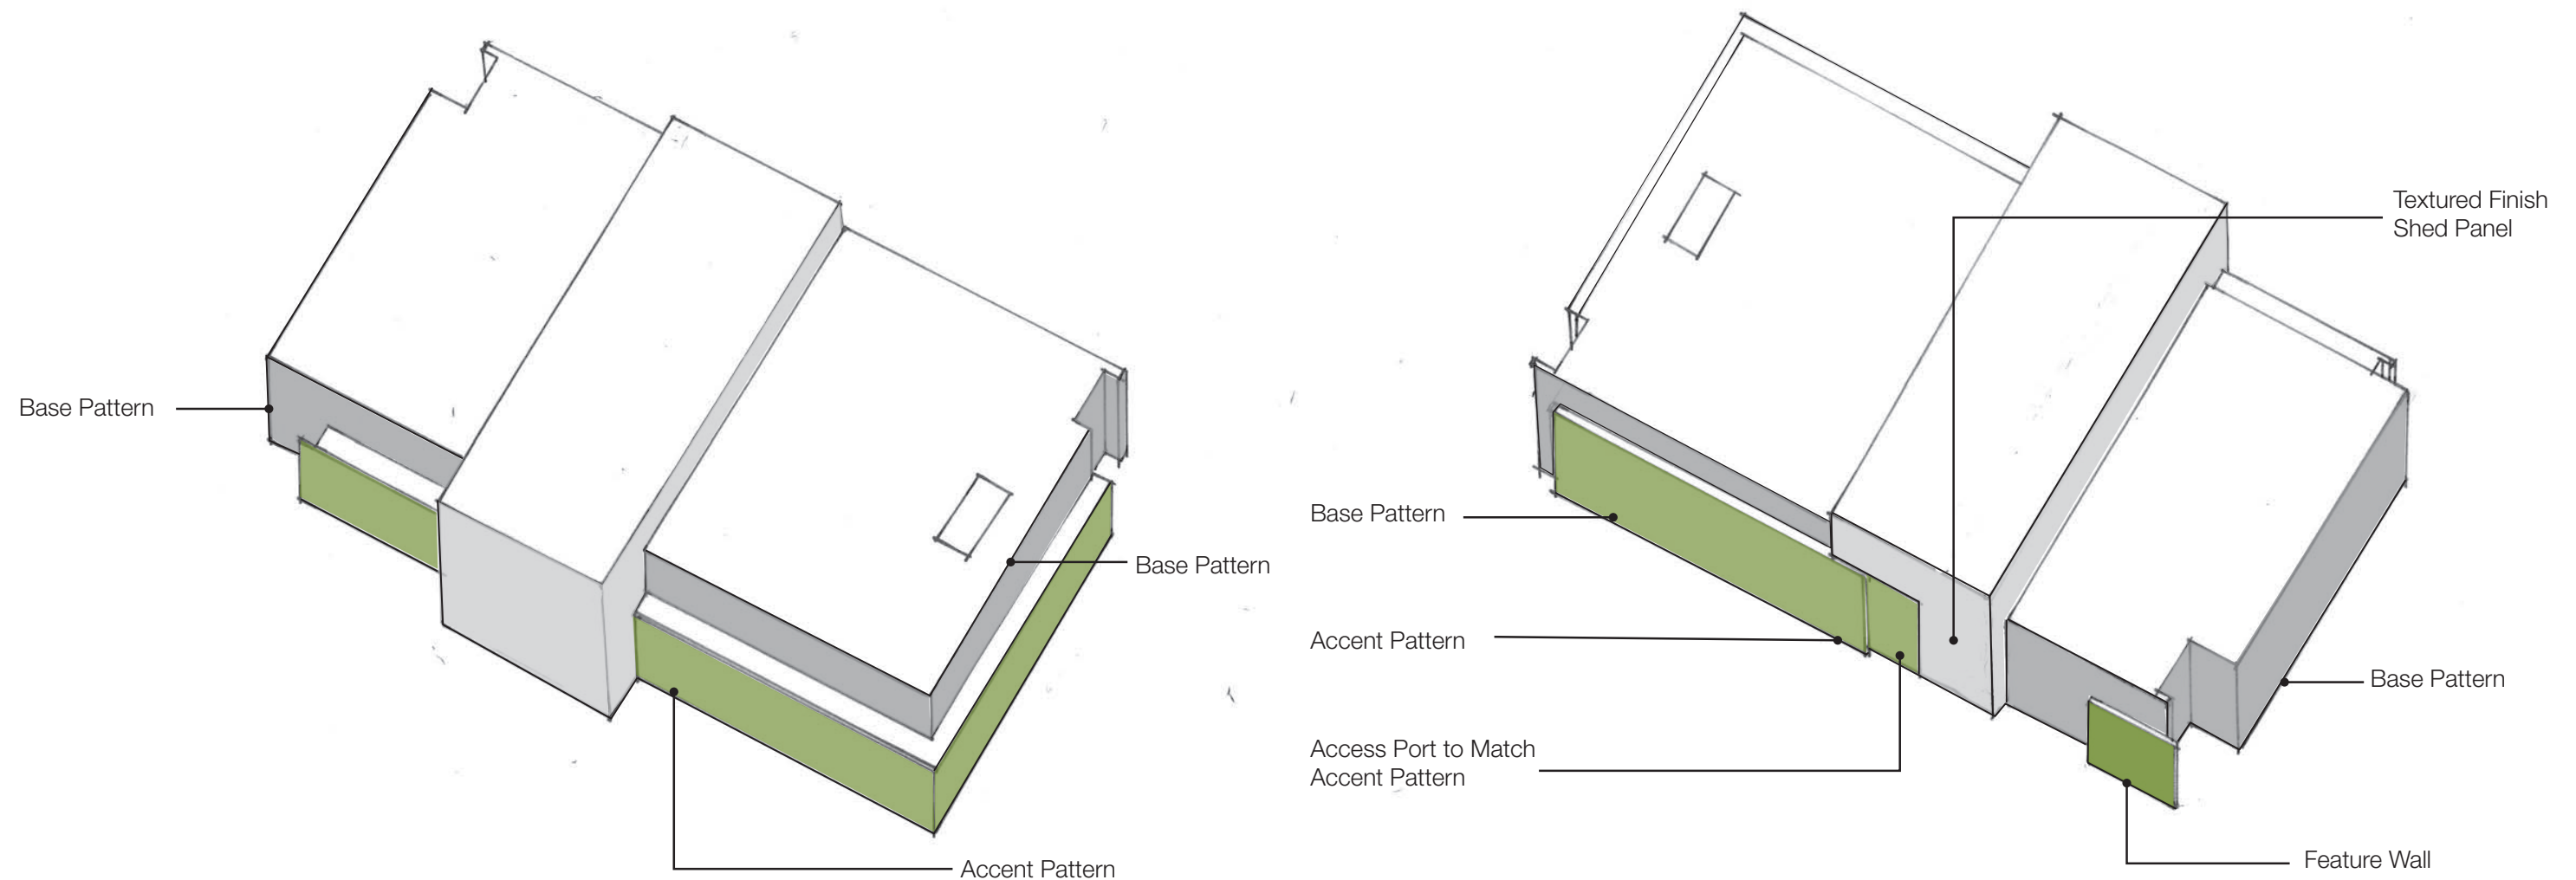 Base Pattern
Base Pattern
Accent Pattern
Textured Finish
Shed Panel
Base Pattern
Accent Pattern
Access Port to Match
Accent Pattern
Base Pattern
Feature Wall